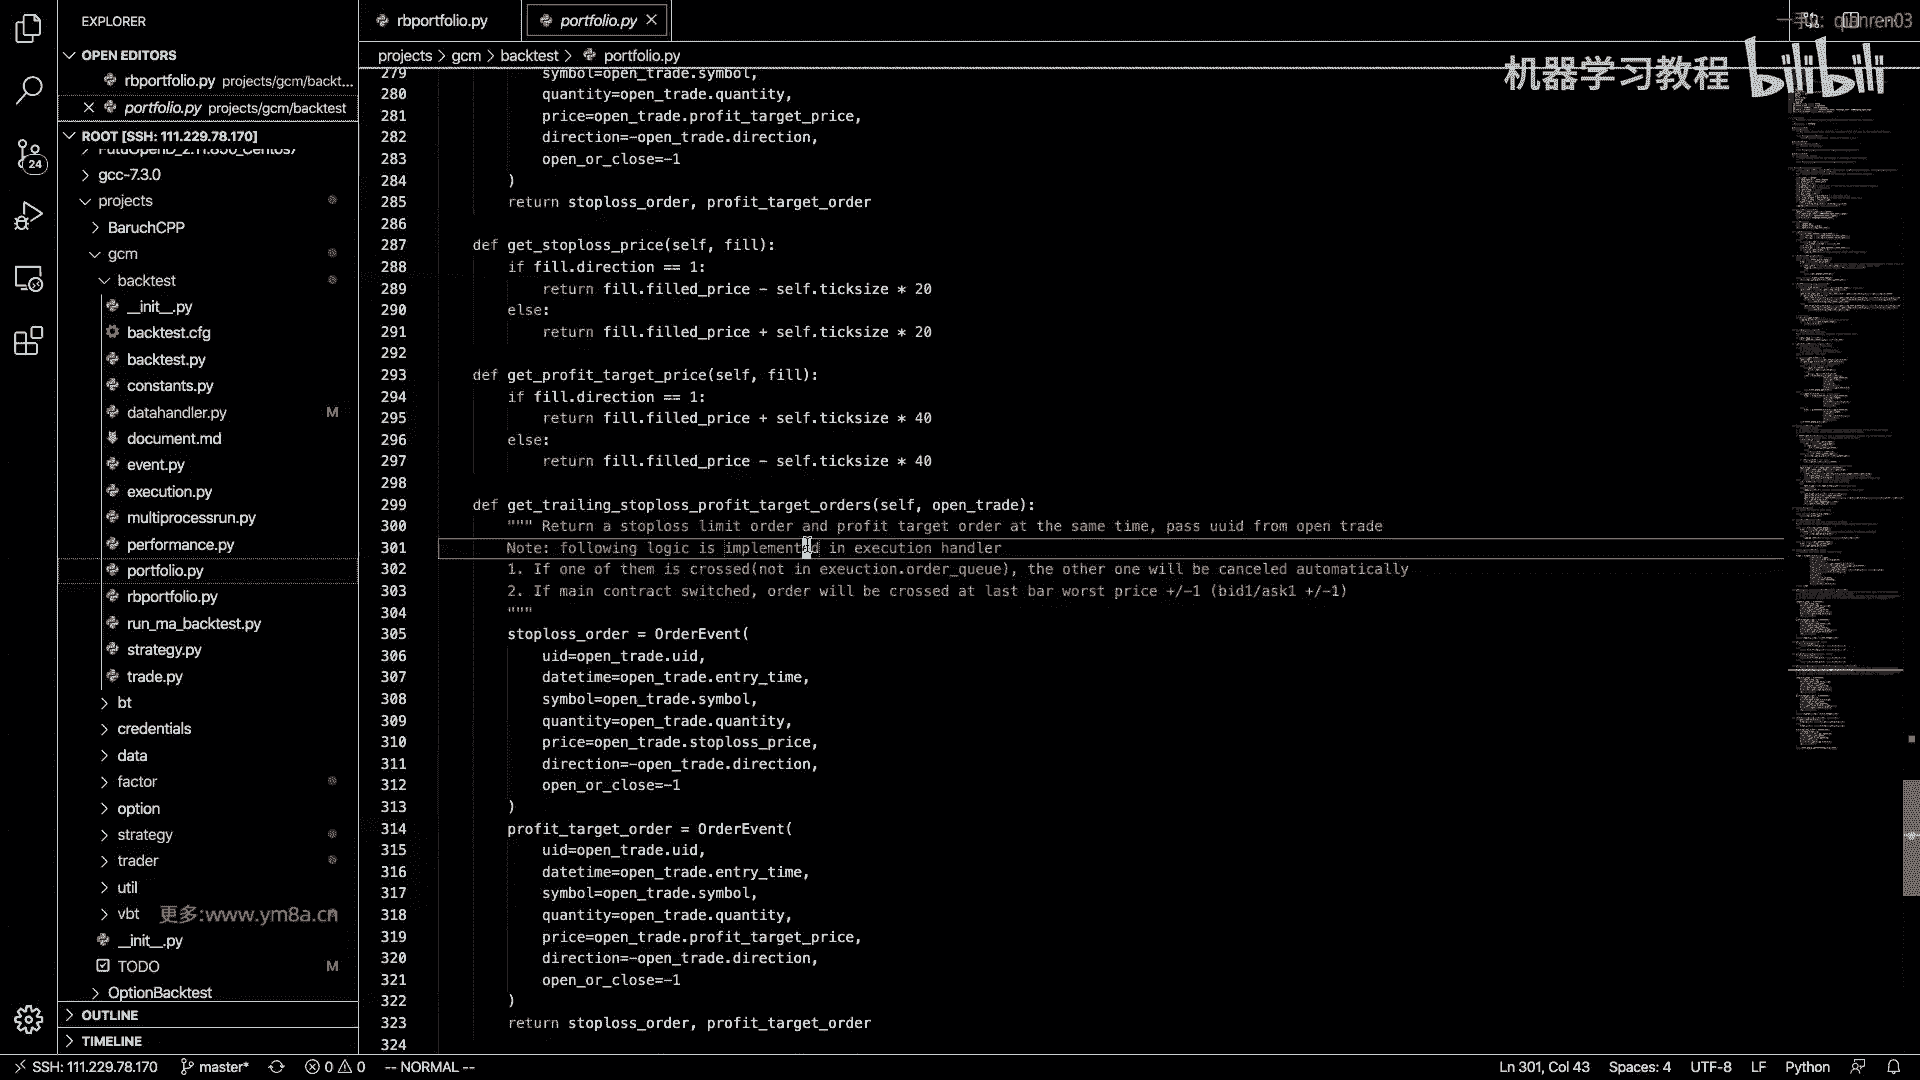 EXPLORER
OPEN EDITORS
rbportfolio.py projects/gcm/backt...
portfolio.py projects/gcm/backtest
ROOT [SSH: 111.229.78.170]
gcc-7.3.0
projects
BaruchCPP
gcm
backtest
__init__.py
backtest.cfg
backtest.py
constants.py
datahandler.py M
document.md
event.py
execution.py
multiprocessrun.py
performance.py
portfolio.py
rbportfolio.py
run_ma_backtest.py
strategy.py
trade.py
bt
credentials
data
factor
option
strategy
trader
util
vbt
更多:www.ym8a.cn
__init__.py
TODO M
OptionBacktest
OUTLINE
TIMELINE
24
rbportfolio.py
portfolio.py
qianren03
projects > gcm > backtest > portfolio.py
机器学习教程 bilibili
279 symbol=open_trade.symbol,
280 quantity=open_trade.quantity,
281 price=open_trade.profit_target_price,
282 direction=-open_trade.direction,
283 open_or_close=-1
284 )
285 return stoploss_order, profit_target_order
286
287 def get_stoploss_price(self, fill):
288 if fill.direction == 1:
289 return fill.filled_price - self.ticksize * 20
290 else:
291 return fill.filled_price + self.ticksize * 20
292
293 def get_profit_target_price(self, fill):
294 if fill.direction == 1:
295 return fill.filled_price + self.ticksize * 40
296 else:
297 return fill.filled_price - self.ticksize * 40
298
299 def get_trailing_stoploss_profit_target_orders(self, open_trade):
300 """ Return a stoploss limit order and profit target order at the same time, pass uuid from open trade
301 Note: following logic is implemented in execution handler
302 1. If one of them is crossed(not in exeuction.order_queue), the other one will be canceled automatically
303 2. If main contract switched, order will be crossed at last bar worst price +/-1 (bid1/ask1 +/-1)
304 """
305 stoploss_order = OrderEvent(
306 uid=open_trade.uid,
307 datetime=open_trade.entry_time,
308 symbol=open_trade.symbol,
309 quantity=open_trade.quantity,
310 price=open_trade.stoploss_price,
311 direction=-open_trade.direction,
312 open_or_close=-1
313 )
314 profit_target_order = OrderEvent(
315 uid=open_trade.uid,
316 datetime=open_trade.entry_time,
317 symbol=open_trade.symbol,
318 quantity=open_trade.quantity,
319 price=open_trade.profit_target_price,
320 direction=-open_trade.direction,
321 open_or_close=-1
322 )
323 return stoploss_order, profit_target_order
324
SSH: 111.229.78.170 master* 0 0 -- NORMAL --
Ln 301, Col 43 Spaces: 4 UTF-8 LF Python